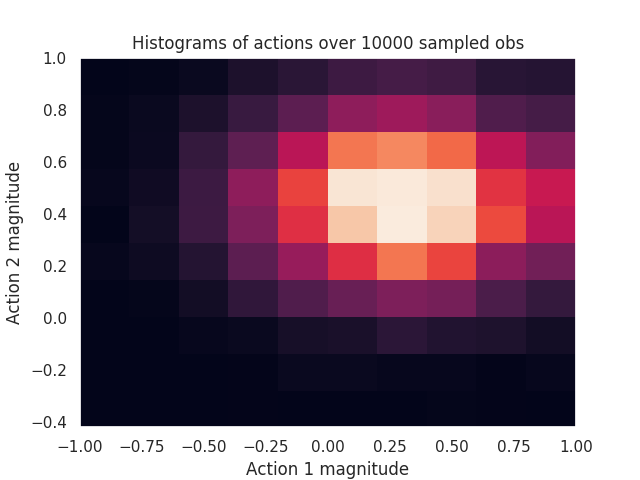 Histograms of actions over 10000 sampled obs
1.0
0.8
0.6
0.4
0.2
0.0
−0.2
−0.4
Action 2 magnitude
−1.00 −0.75 −0.50 −0.25 0.00 0.25 0.50 0.75 1.00
Action 1 magnitude